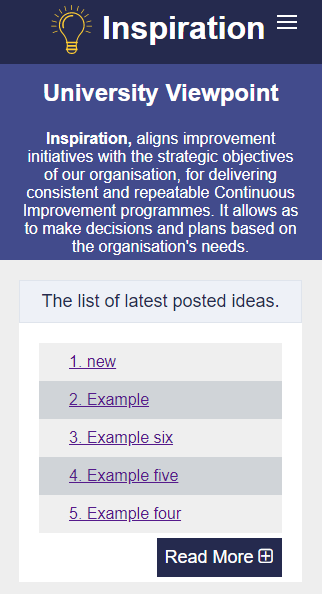 Inspiration
University Viewpoint
Inspiration, aligns improvement
initiatives with the strategic objectives
of our organisation, for delivering
consistent and repeatable Continuous
Improvement programmes. It allows as
to make decisions and plans based on
the organisation's needs.
The list of latest posted ideas.
1. new
2. Example
3. Example six
4. Example five
5. Example four
Read More